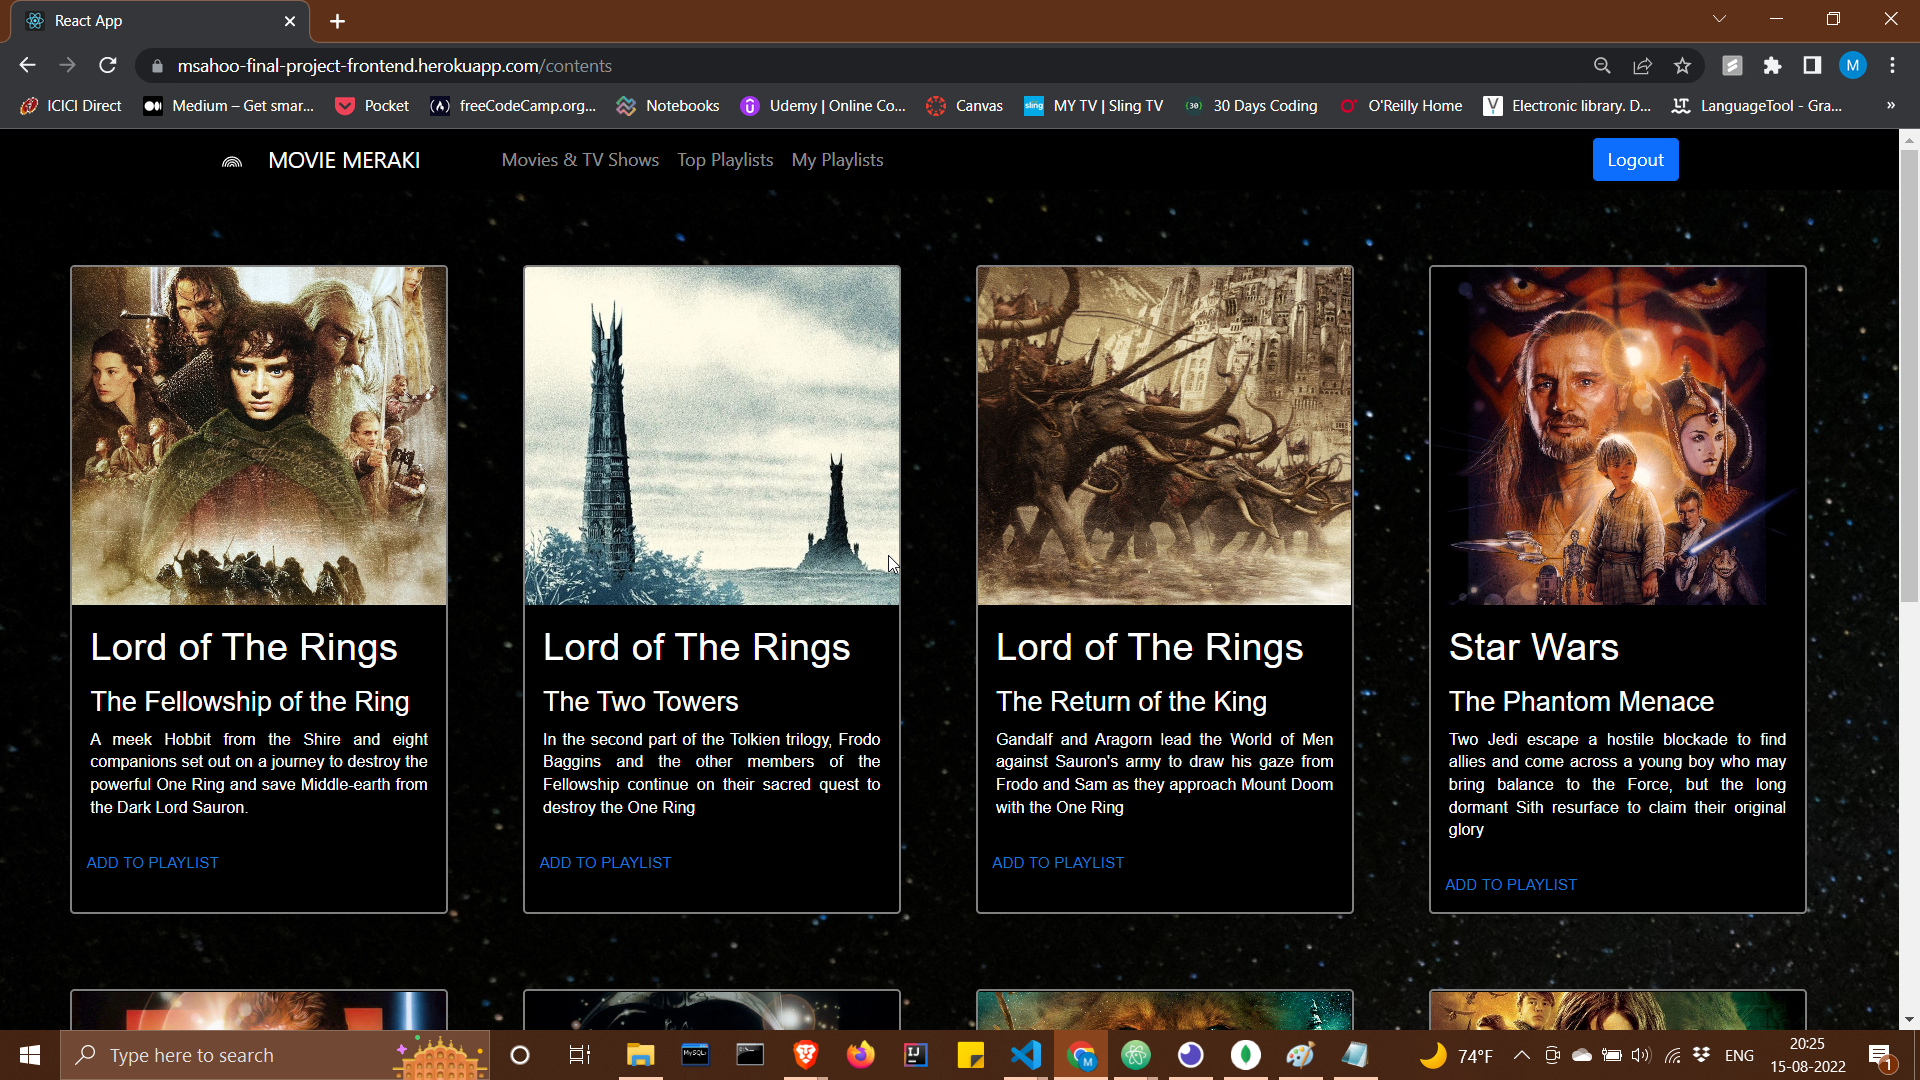 React App
msahoo-final-project-frontend.herokuapp.com/contents
M
ICICI Direct
Medium – Get smar...
Pocket
freeCodeCamp.org...
Notebooks
Udemy | Online Co...
Canvas
sling
MY TV | Sling TV
{30}
30 Days Coding
O'Reilly Home
Electronic library. D...
LanguageTool - Gra...
»
MOVIE MERAKI
Movies & TV Shows
Top Playlists
My Playlists
Logout
Lord of The Rings
The Fellowship of the Ring
A meek Hobbit from the Shire and eight
companions set out on a journey to destroy the
powerful One Ring and save Middle-earth from
the Dark Lord Sauron.
ADD TO PLAYLIST
Lord of The Rings
The Two Towers
In the second part of the Tolkien trilogy, Frodo
Baggins and the other members of the
Fellowship continue on their sacred quest to
destroy the One Ring
ADD TO PLAYLIST
Lord of The Rings
The Return of the King
Gandalf and Aragorn lead the World of Men
against Sauron's army to draw his gaze from
Frodo and Sam as they approach Mount Doom
with the One Ring
ADD TO PLAYLIST
Star Wars
The Phantom Menace
Two Jedi escape a hostile blockade to find
allies and come across a young boy who may
bring balance to the Force, but the long
dormant Sith resurface to claim their original
glory
ADD TO PLAYLIST
Type here to search
MySQL
IJ
M
74°F
ENG
20:25
15-08-2022
1